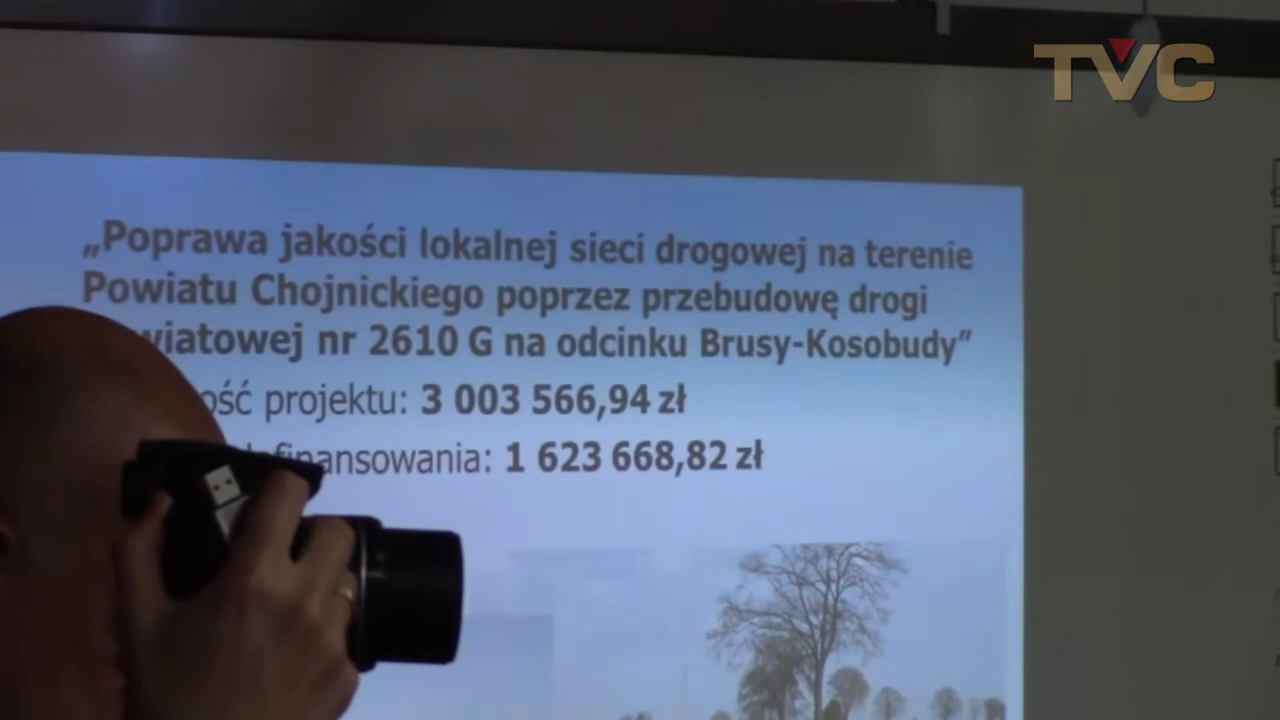 TVC
„Poprawa jakości lokalnej sieci drogowej na terenie
Powiatu Chojnickiego poprzez przebudowę drogi
wiatowej nr 2610 G na odcinku Brusy-Kosobudy”
ość projektu: 3 003 566,94 zł
finansowania: 1 623 668,82 zł